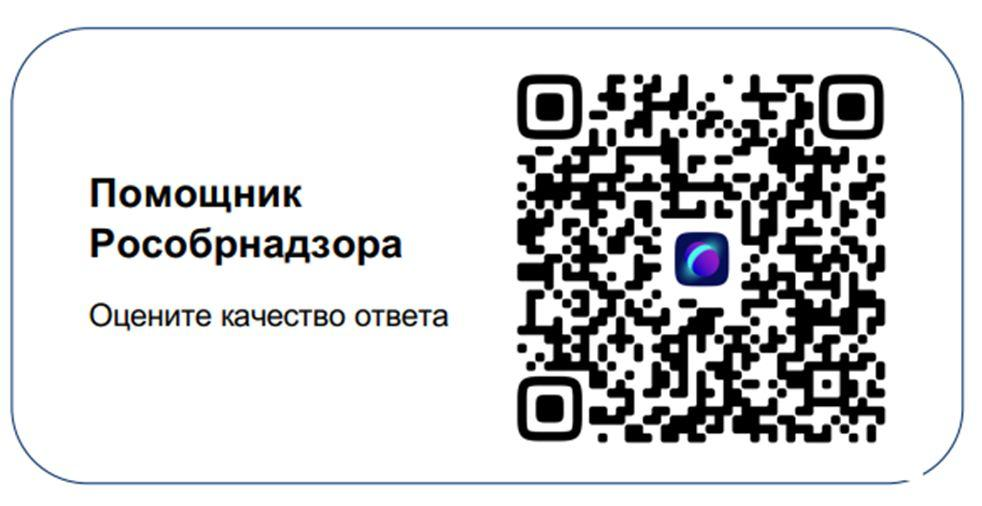 Помощник
Рособрнадзора
Оцените качество ответа